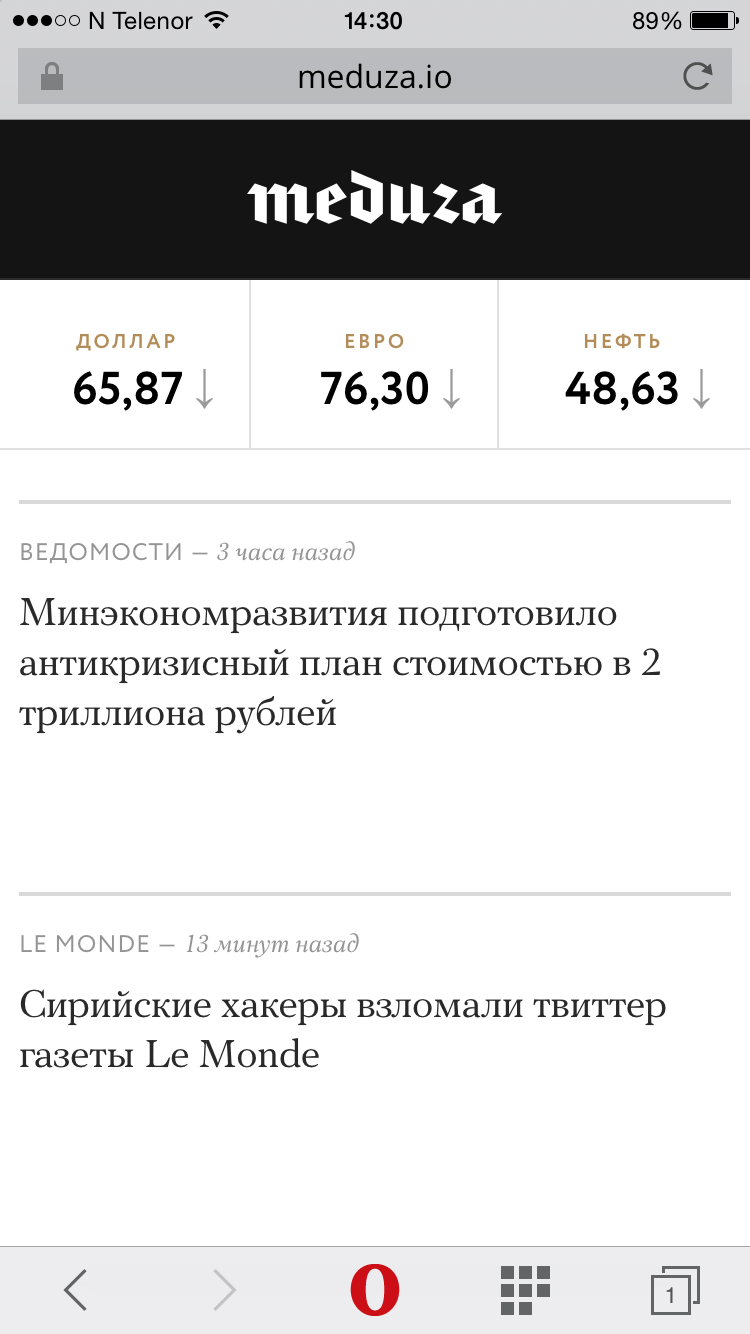 N Telenor 14:30 89%
meduza.io
meduza
ДОЛЛАР ЕВРО НЕФТЬ
65,87↓ 76,30↓ 48,63↓
ВЕДОМОСТИ — 3 часа назад
Минэкономразвития подготовило
антикризисный план стоимостью в 2
триллиона рублей
LE MONDE — 13 минут назад
Сирийские хакеры взломали твиттер
газеты Le Monde
1